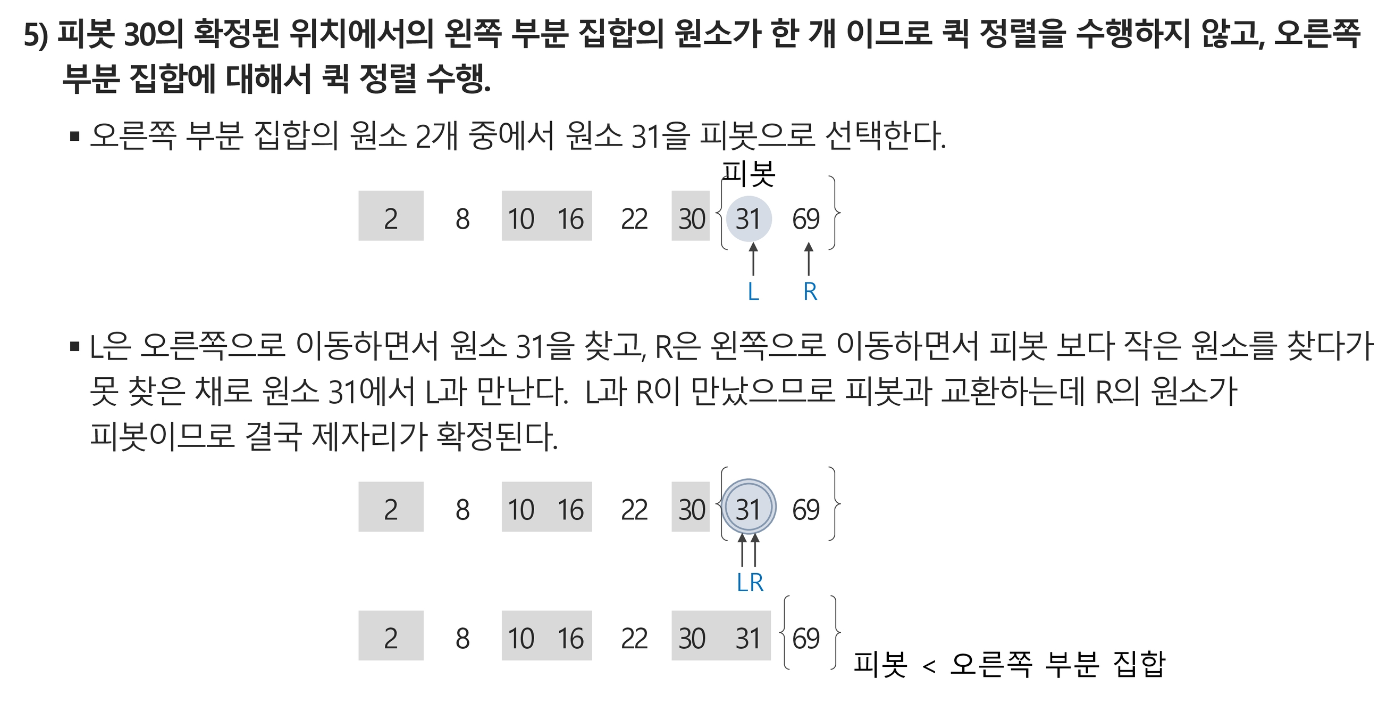 5) 피봇 30의 확정된 위치에서의 왼쪽 부분 집합의 원소가 한 개 이므로 퀵 정렬을 수행하지 않고, 오른쪽
부분 집합에 대해서 퀵 정렬 수행.
▪ 오른쪽 부분 집합의 원소 2개 중에서 원소 31을 피봇으로 선택한다.
피봇
2 8 10 16 22 30 { 31 69 }
L R
▪ L은 오른쪽으로 이동하면서 원소 31을 찾고, R은 왼쪽으로 이동하면서 피봇 보다 작은 원소를 찾다가
못 찾은 채로 원소 31에서 L과 만난다. L과 R이 만났으므로 피봇과 교환하는데 R의 원소가
피봇이므로 결국 제자리가 확정된다.
2 8 10 16 22 30 { 31 69 }
LR
2 8 10 16 22 30 31 { 69 }
피봇 < 오른쪽 부분 집합